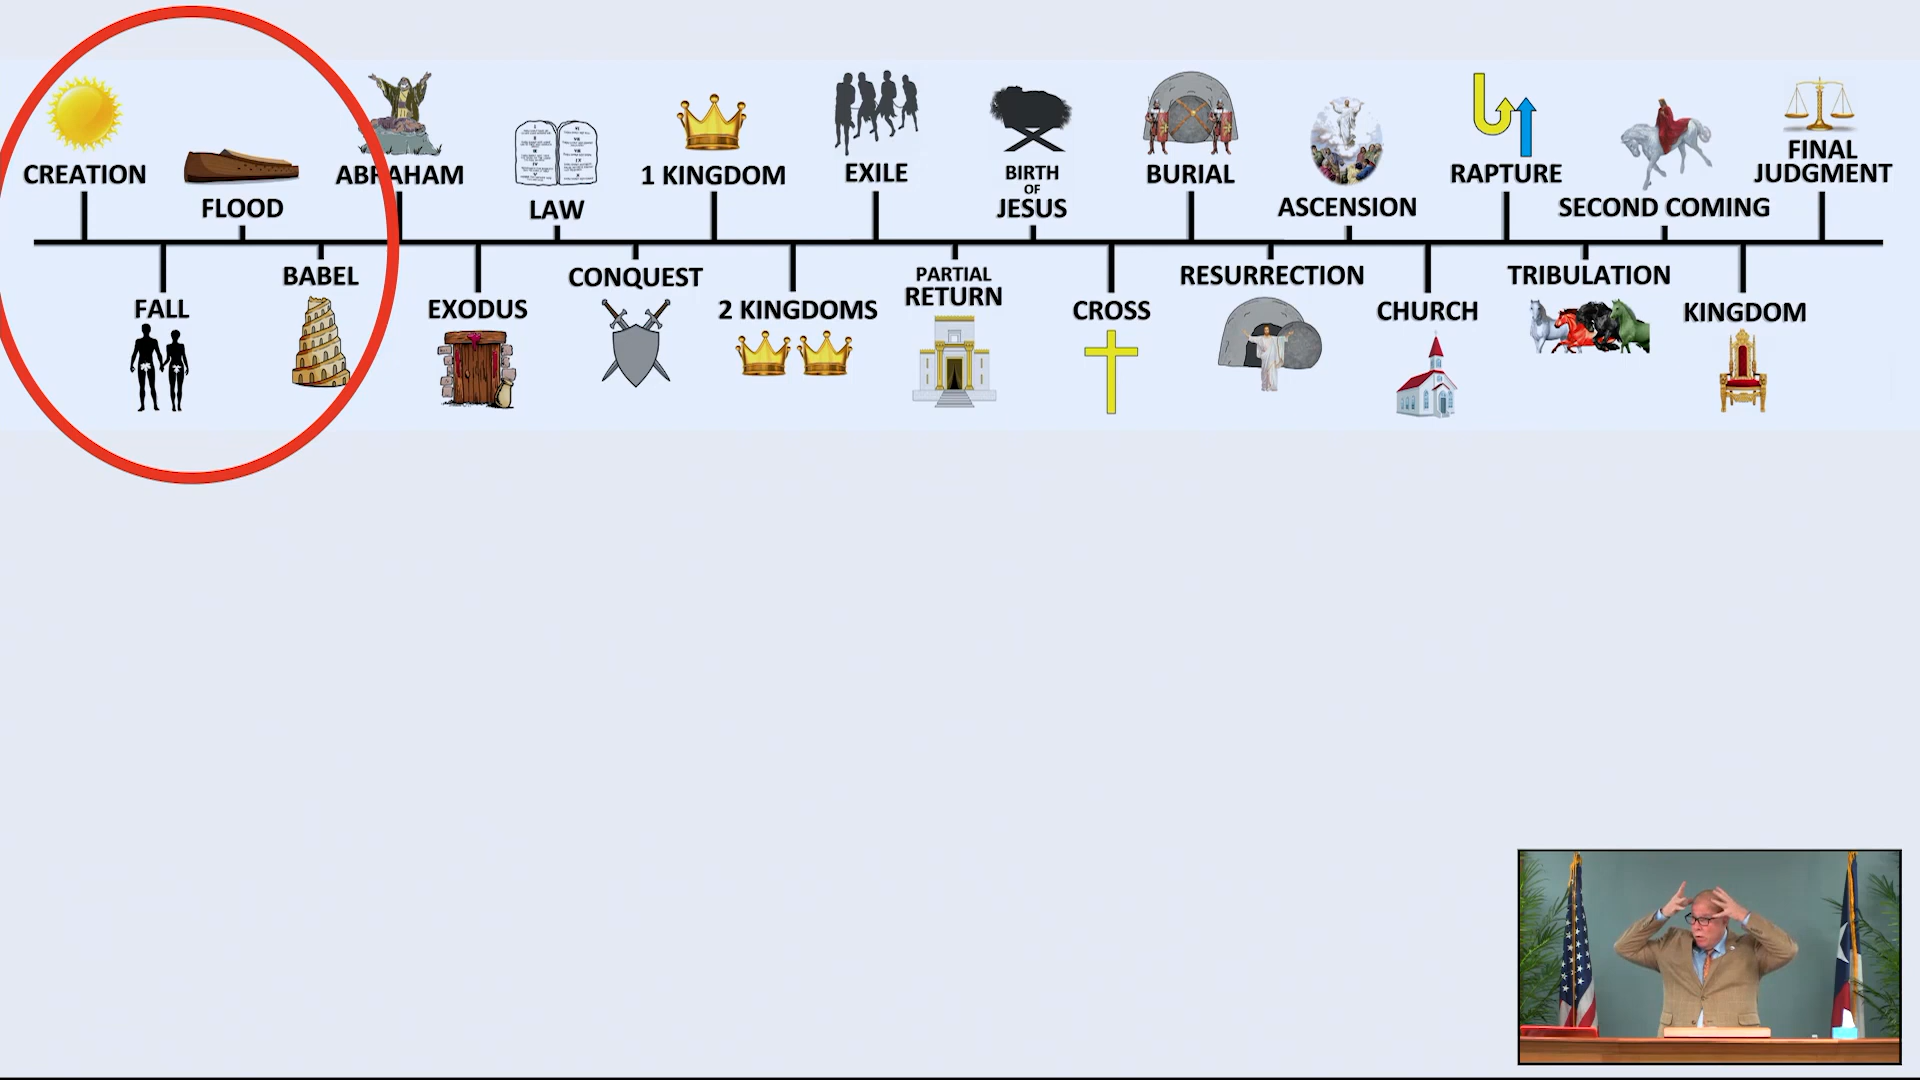 CREATION
FALL
FLOOD
BABEL
ABRAHAM
EXODUS
LAW
CONQUEST
1 KINGDOM
2 KINGDOMS
EXILE
PARTIAL
RETURN
BIRTH
OF
JESUS
CROSS
BURIAL
RESURRECTION
ASCENSION
CHURCH
RAPTURE
TRIBULATION
SECOND COMING
KINGDOM
FINAL
JUDGMENT